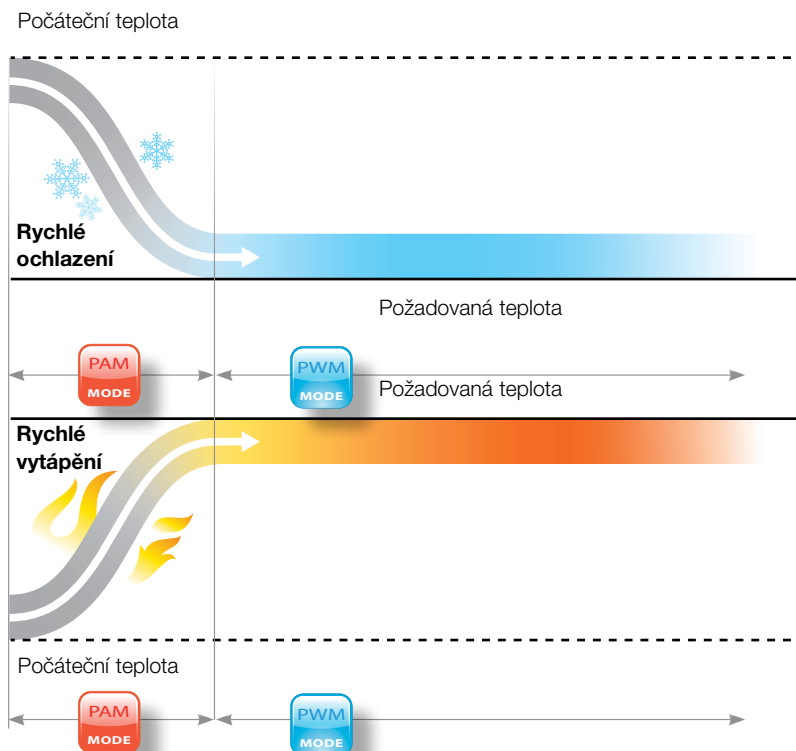 Počáteční teplota
Rychlé
ochlazení
Požadovaná teplota
PAM
MODE
PWM
MODE
Požadovaná teplota
Rychlé
vytápění
Počáteční teplota
PAM
MODE
PWM
MODE